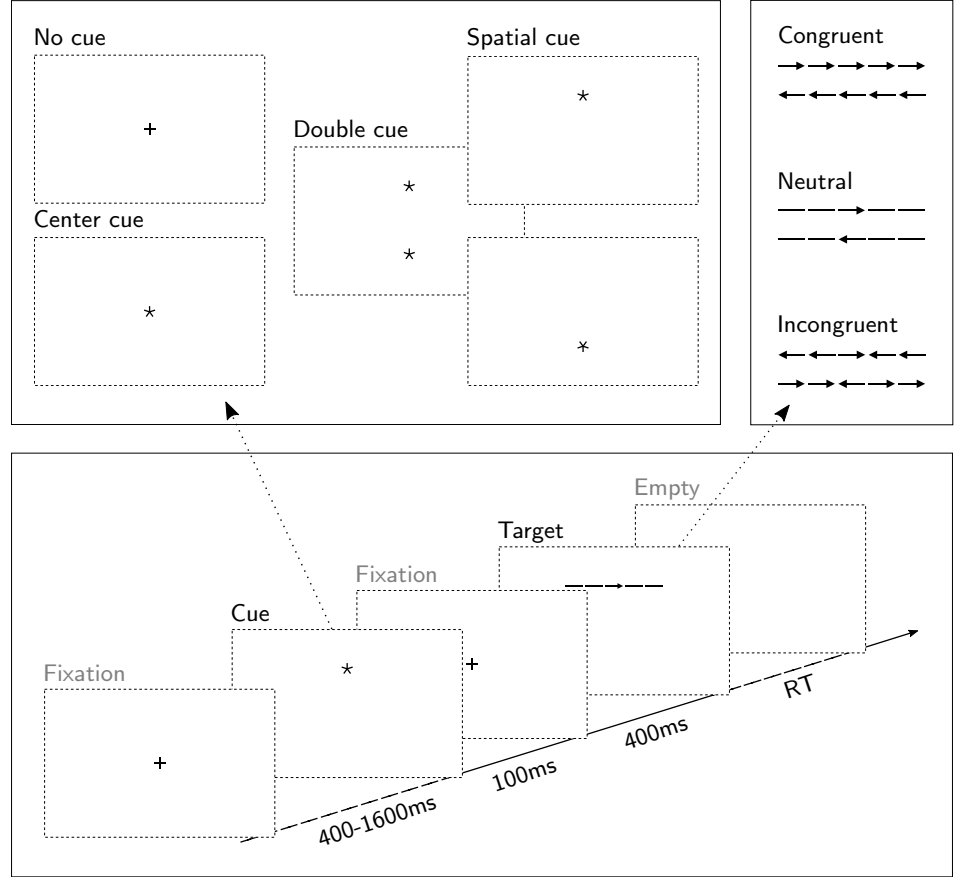 No cue
Spatial cue
Double cue
Center cue
Congruent
Neutral
Incongruent
Empty
Target
Fixation
Cue
Fixation
RT
400ms
100ms
400-1600ms